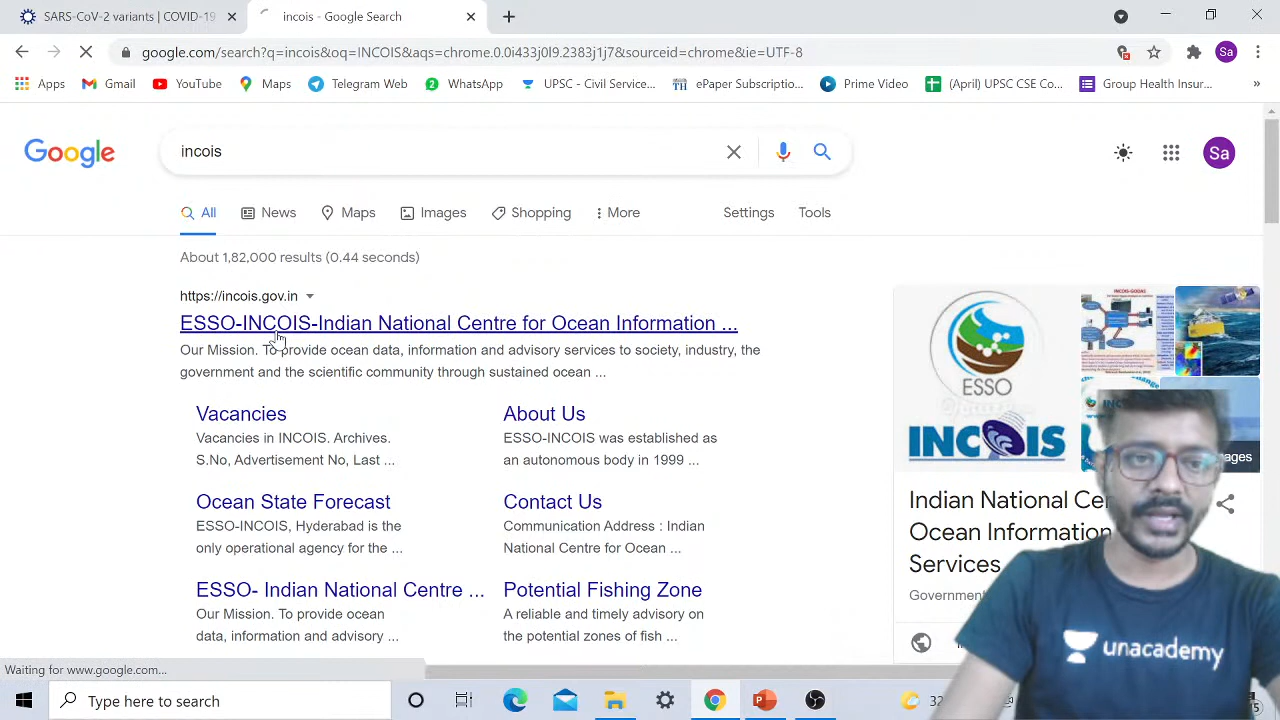 SARS-CoV-2 variants | COVID-19
incois -Google Search
google.com/search?q=incois&oq=INCOIS&aqs=chrome.0.0i433j0l9.2383j1j7&sourceid=chrome&ie=UTF-8
Sa
Apps
Gmail
YouTube
Maps
Telegram Web
WhatsApp
UPSC - Civil Service...
ePaper Subscriptio...
Prime Video
(April) UPSC CSE Co...
Group Health Insur...
Google
incois
Sa
All
News
Maps
Images
Shopping
More
Settings
Tools
About 1,82,000 results (0.44 seconds)
https://incois.gov.in
ESSO-INCOIS-Indian National Centre for Ocean Information ...
Our Mission. To provide ocean data, information and advisory services to society, industry, the
government and the scientific community through sustained ocean ...
Vacancies
Vacancies in INCOIS. Archives.
S.No, Advertisement No, Last ...
About Us
ESSO-INCOIS was established as
an autonomous body in 1999 ...
Ocean State Forecast
ESSO-INCOIS, Hyderabad is the
only operational agency for the ...
Contact Us
Communication Address : Indian
National Centre for Ocean ...
ESSO- Indian National Centre ...
Our Mission. To provide ocean
data, information and advisory ...
Potential Fishing Zone
A reliable and timely advisory on
the potential zones of fish ...
ESSO
INCOIS
Indian National Cen
Ocean Information
Services
Government
unacademy
Waiting for www.google.com...
Type here to search
32